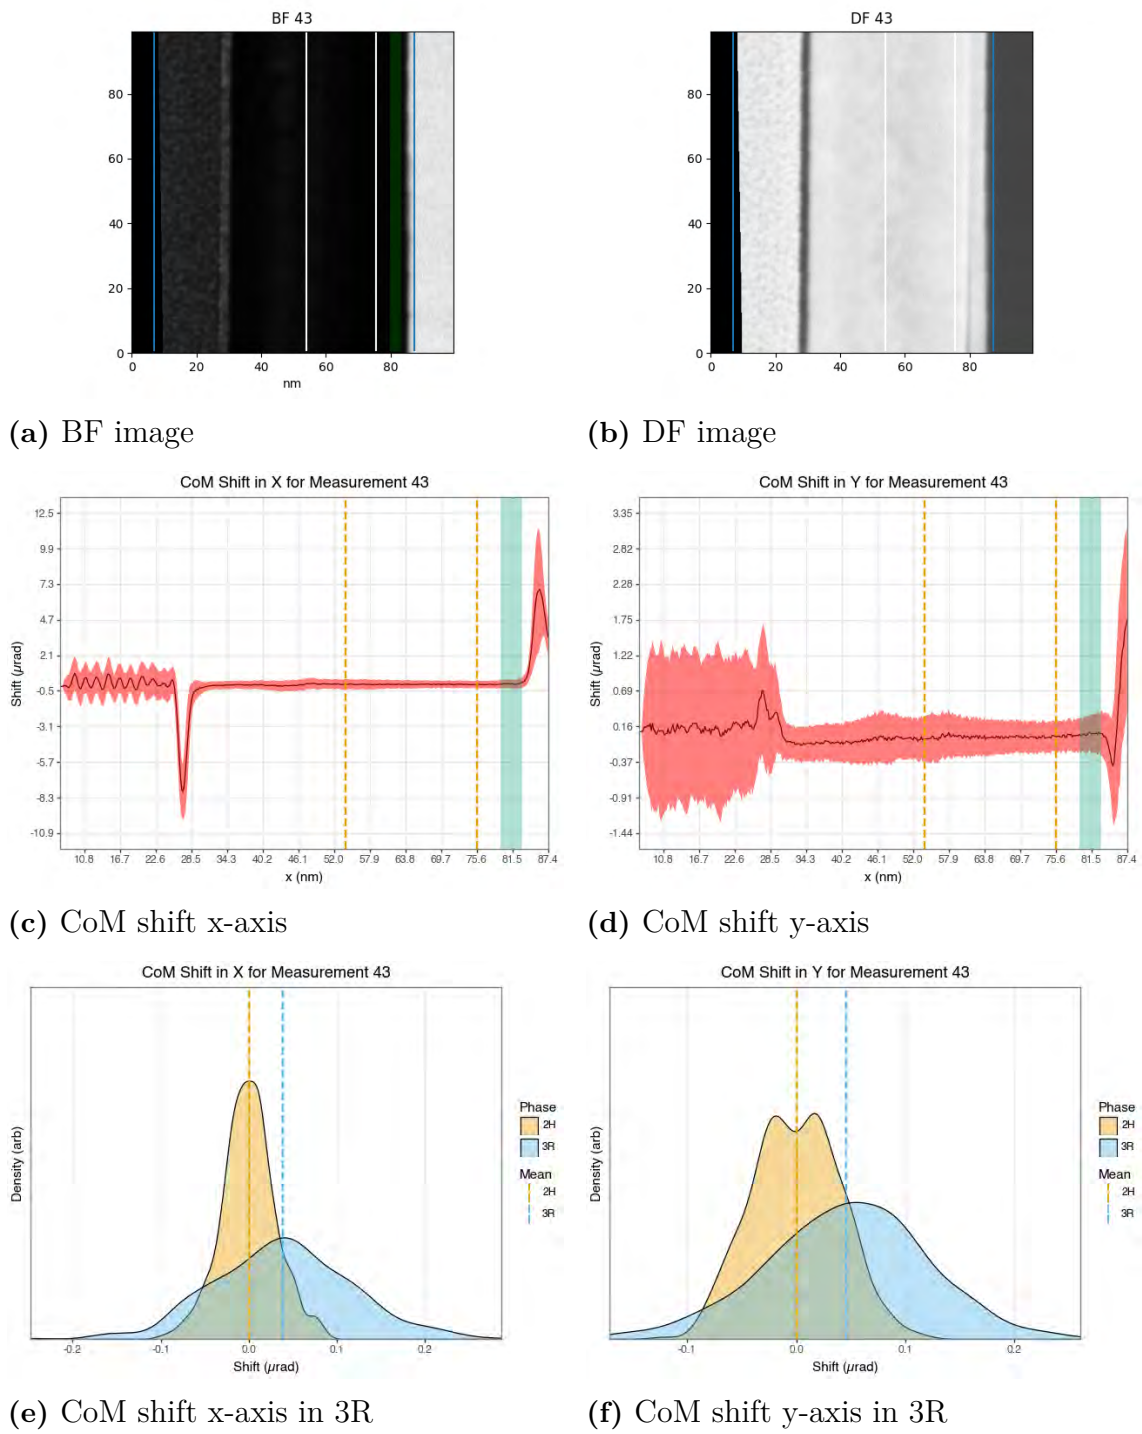 BF 43
80
60
40
20
0
0 20 40 60 80
nm
DF 43
80
60
40
20
0
0 20 40 60 80
(a) BF image
(b) DF image
CoM Shift in X for Measurement 43
12.5
9.9
7.3
4.7
2.1
-0.5
-3.1
-5.7
-8.3
-10.9
Shift (μrad)
10.8 16.7 22.6 28.5 34.3 40.2 46.1 52.0 57.9 63.8 69.7 75.6 81.5 87.4
x (nm)
CoM Shift in Y for Measurement 43
3.35
2.82
2.28
1.75
1.22
0.69
0.16
-0.37
-0.91
-1.44
Shift (μrad)
10.8 16.7 22.6 28.5 34.3 40.2 46.1 52.0 57.9 63.8 69.7 75.6 81.5 87.4
x (nm)
(c) CoM shift x-axis
(d) CoM shift y-axis
CoM Shift in X for Measurement 43
Density (arb)
-0.2 -0.1 0.0 0.1 0.2
Shift (μrad)
Phase
2H
3R
Mean
2H
3R
CoM Shift in Y for Measurement 43
Density (arb)
-0.1 0.0 0.1 0.2
Shift (μrad)
Phase
2H
3R
Mean
2H
3R
(e) CoM shift x-axis in 3R
(f) CoM shift y-axis in 3R